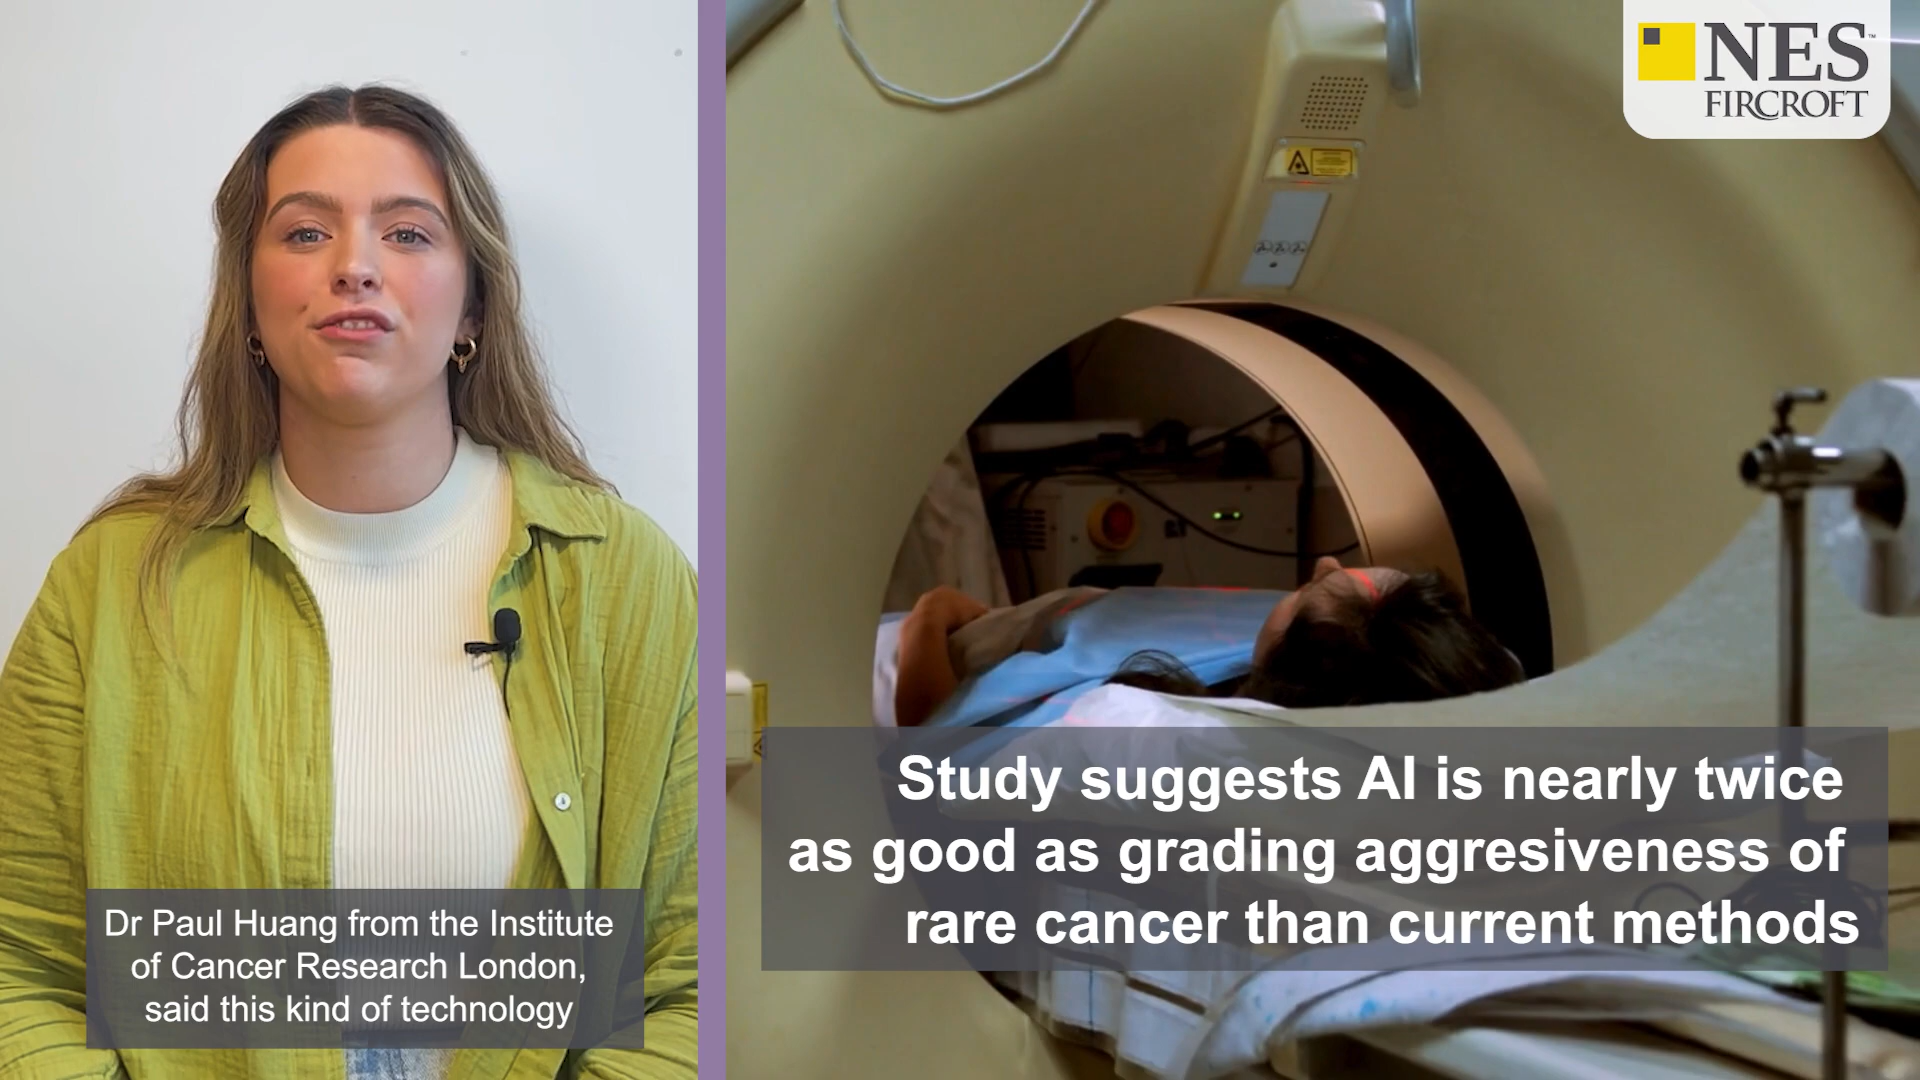 NES
FIRCROFT
Study suggests AI is nearly twice
as good as grading aggresiveness of
rare cancer than current methods
Dr Paul Huang from the Institute
of Cancer Research London,
said this kind of technology